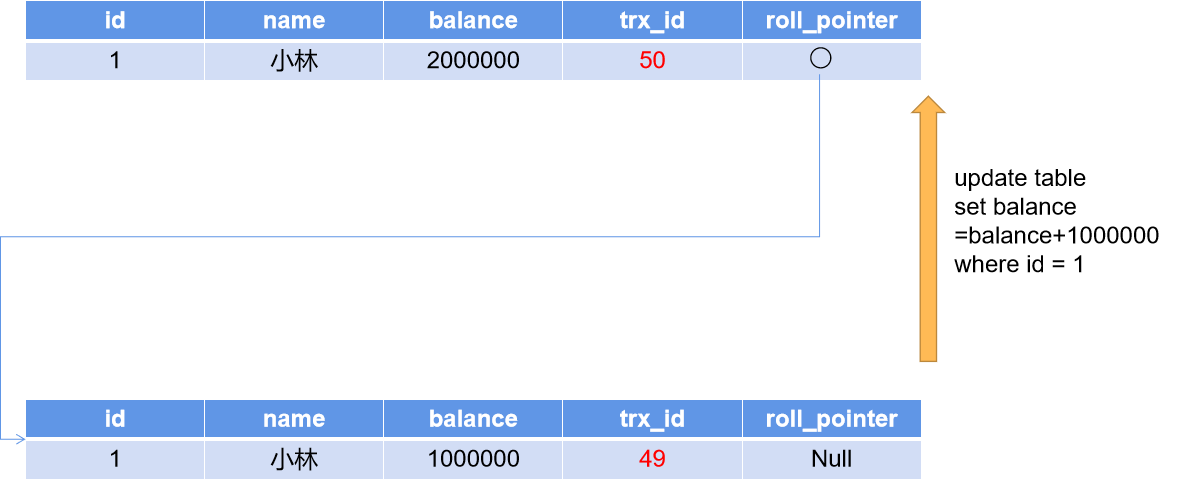 id name balance trx_id roll_pointer
1 小林 2000000 50
update table
set balance
=balance+1000000
where id = 1
id name balance trx_id roll_pointer
1 小林 1000000 49 Null